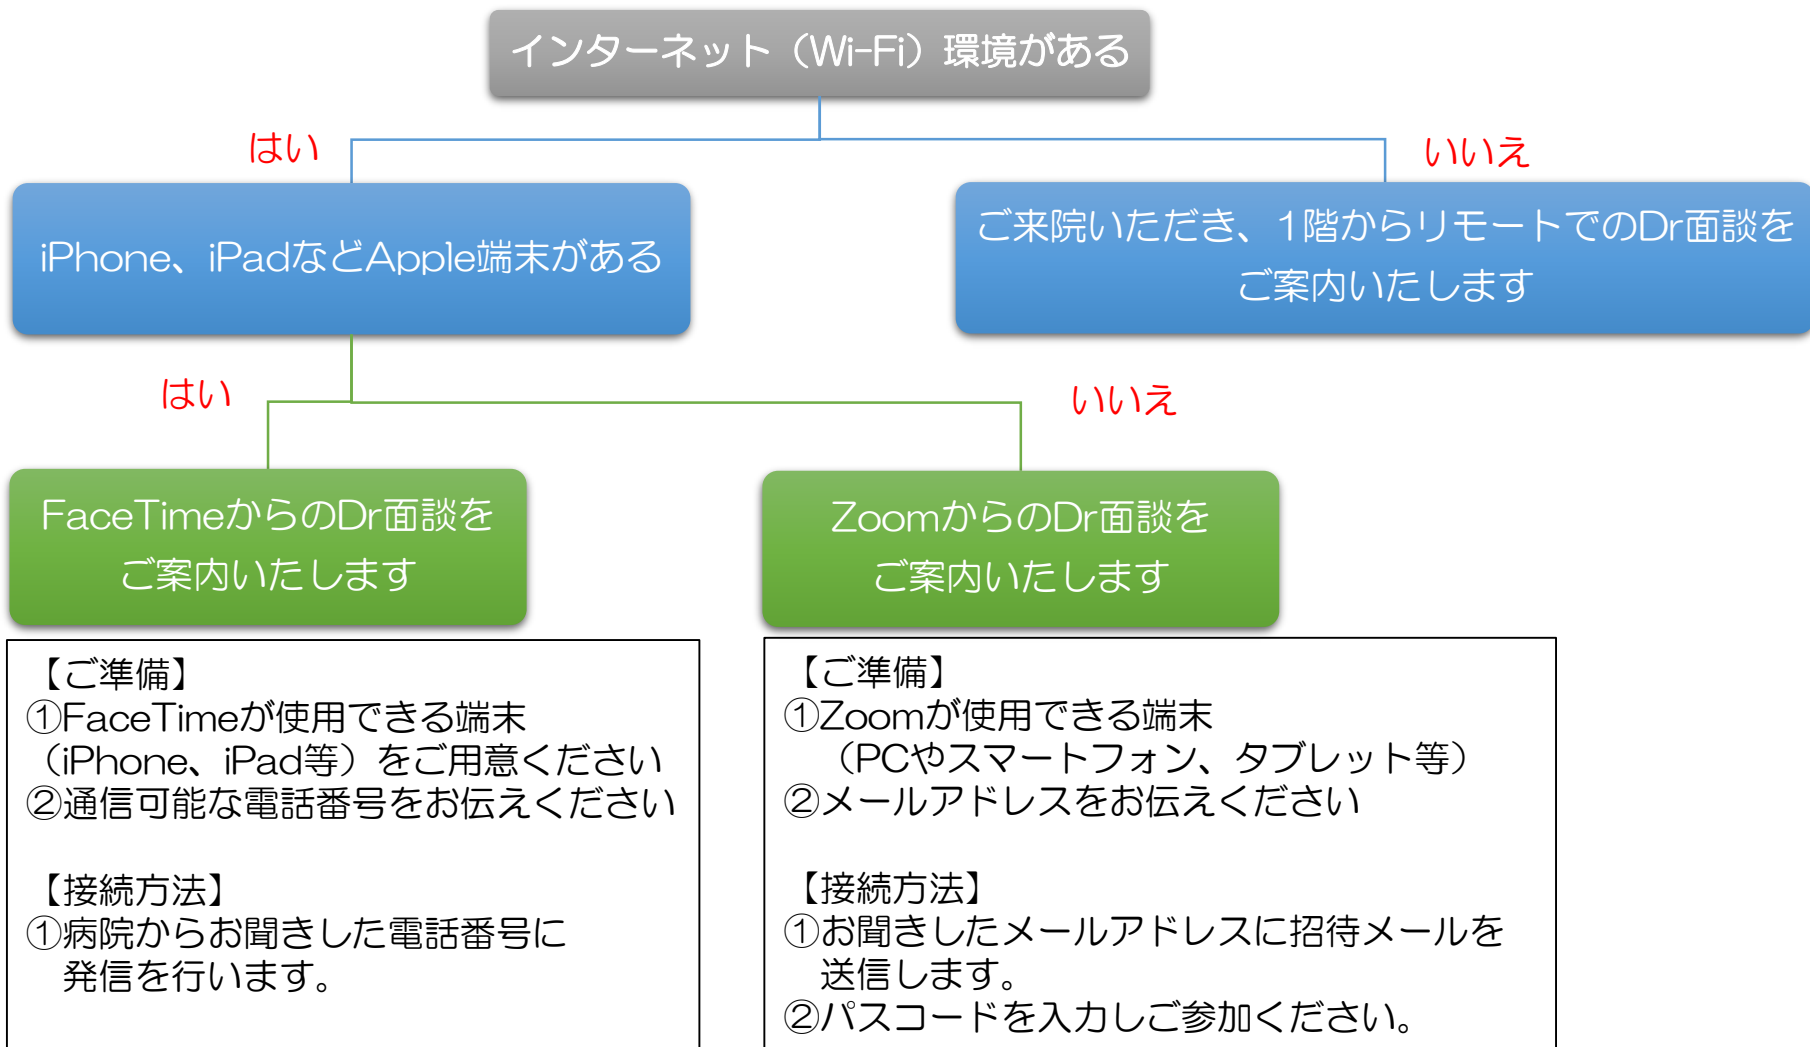 インターネット（Wi-Fi）環境がある
はい
いいえ
iPhone、iPadなどApple端末がある
ご来院いただき、1階からリモートでのDr面談を
ご案内いたします
はい
いいえ
FaceTimeからのDr面談を
ご案内いたします
ZoomからのDr面談を
ご案内いたします
【ご準備】
①FaceTimeが使用できる端末
（iPhone、iPad等）をご用意ください
②通信可能な電話番号をお伝えください
【接続方法】
①病院からお聞きした電話番号に
発信を行います。
【ご準備】
①Zoomが使用できる端末
（PCやスマートフォン、タブレット等）
②メールアドレスをお伝えください
【接続方法】
①お聞きしたメールアドレスに招待メールを
送信します。
②パスコードを入力しご参加ください。